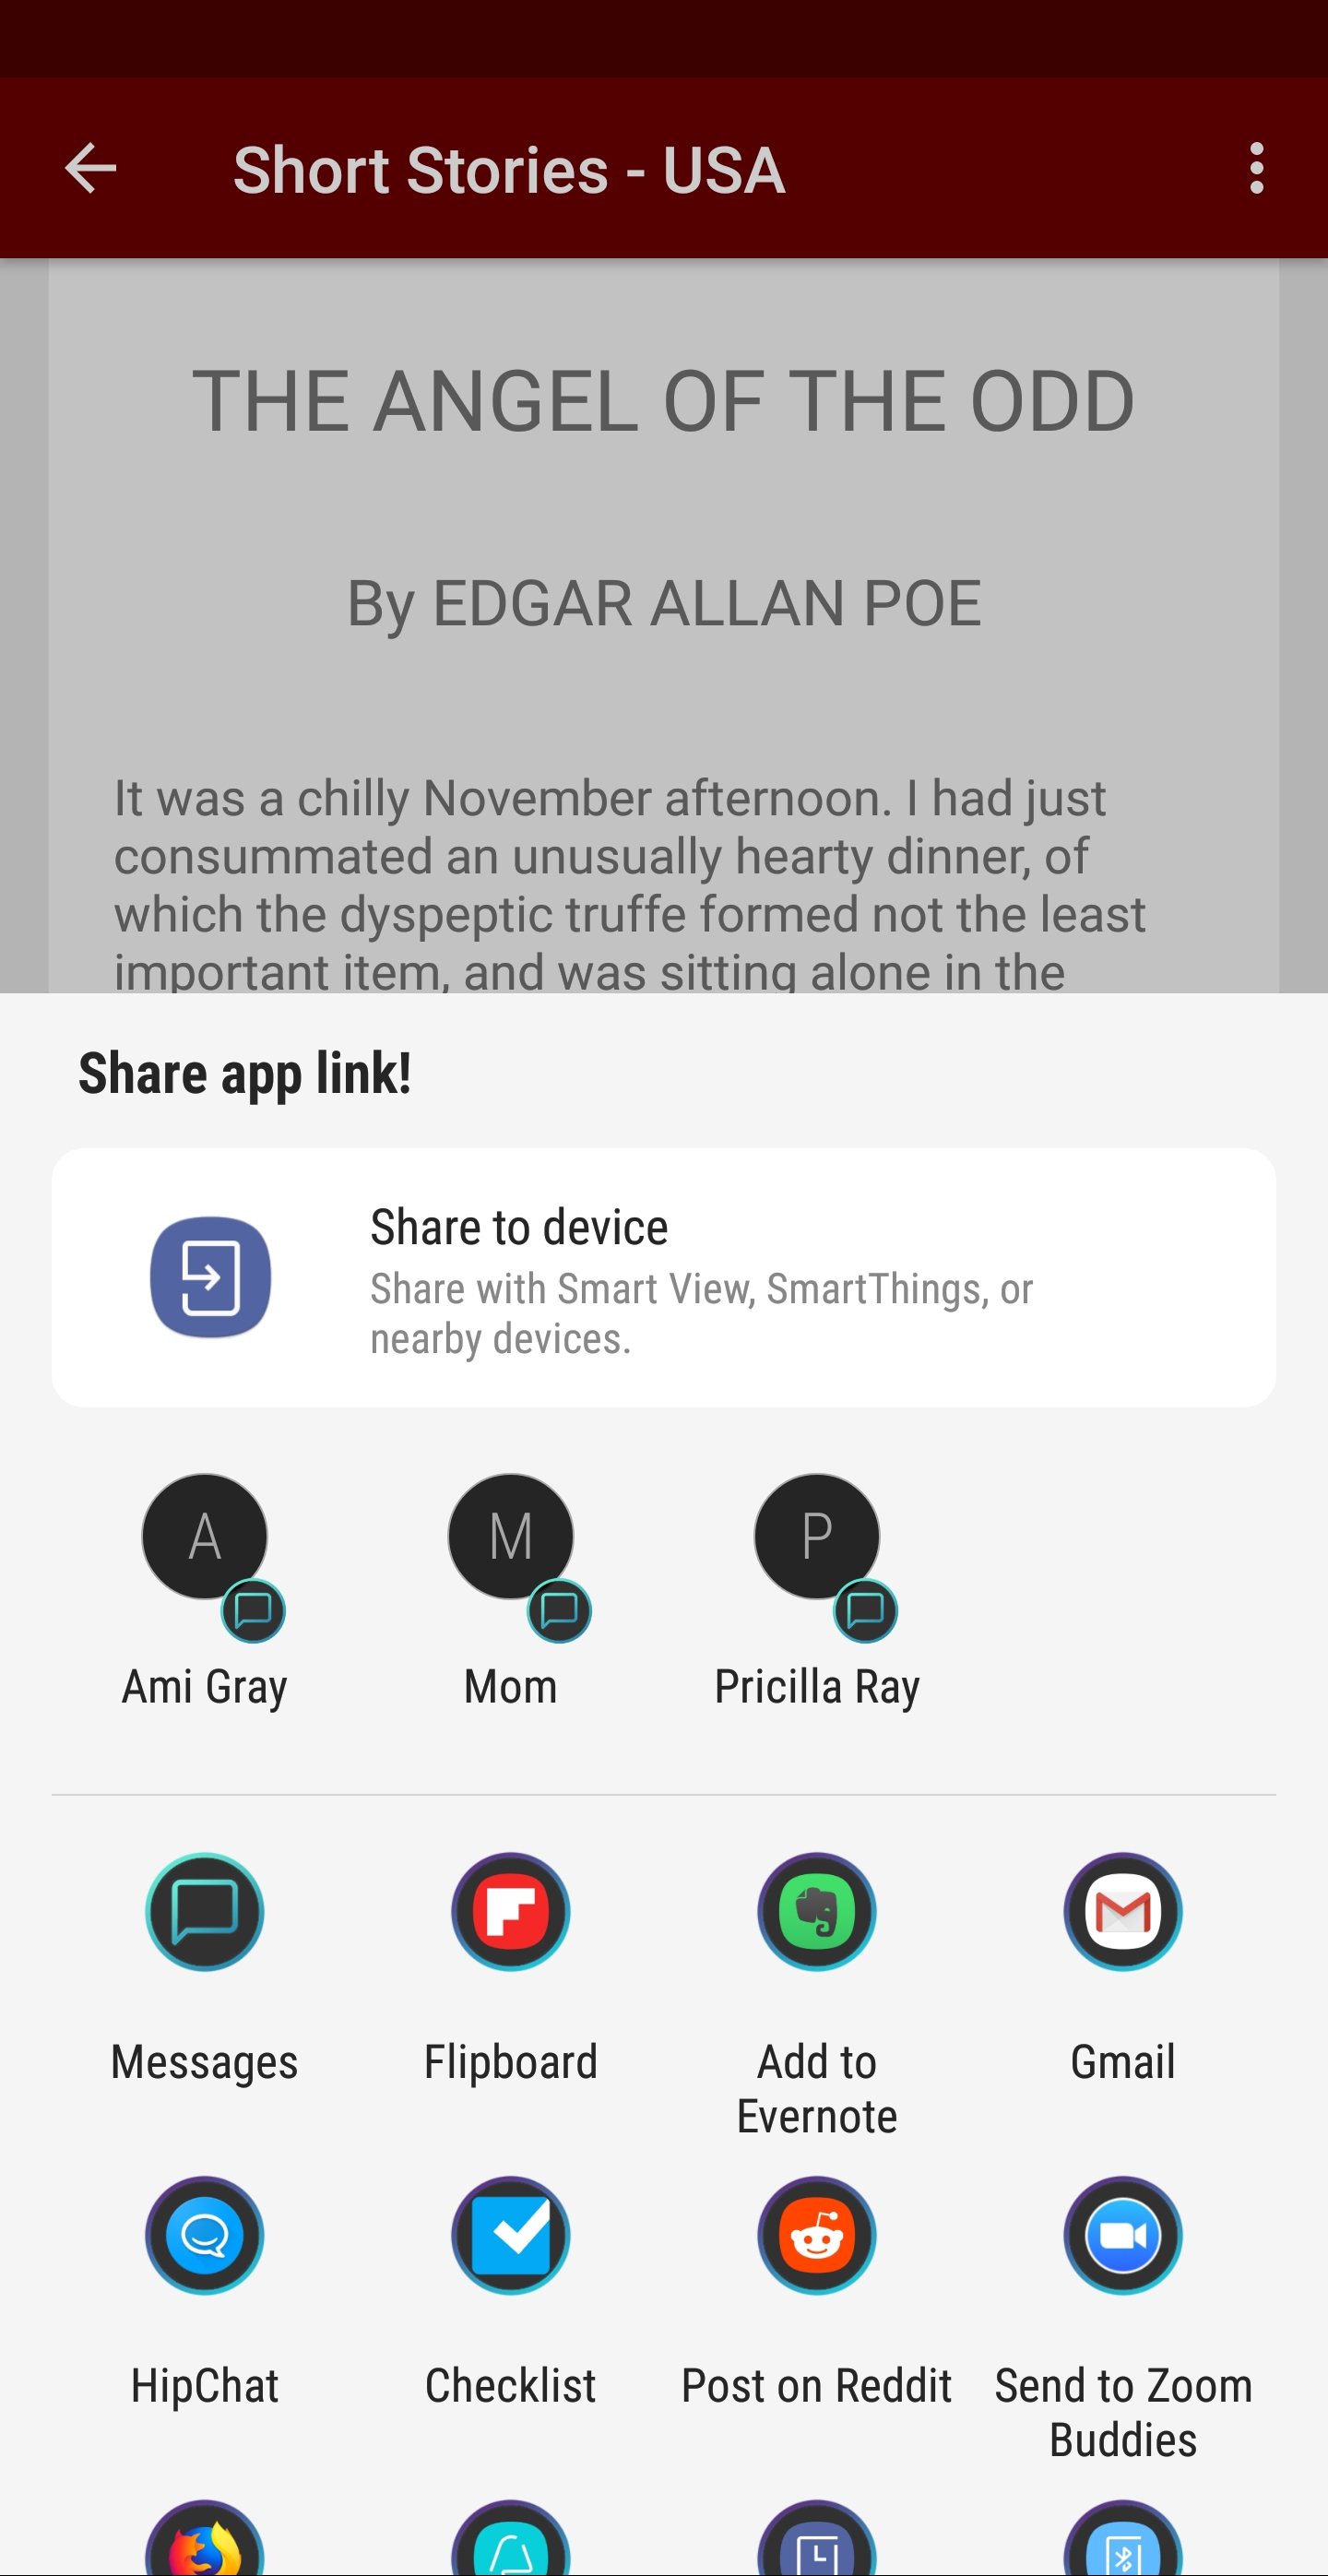 Short Stories - USA
THE ANGEL OF THE ODD
By EDGAR ALLAN POE
It was a chilly November afternoon. I had just
consummated an unusually hearty dinner, of
which the dyspeptic truffe formed not the least
important item, and was sitting alone in the
Share app link!
Share to device
Share with Smart View, SmartThings, or
nearby devices.
A
M
P
Ami Gray
Mom
Pricilla Ray
Messages
Flipboard
Add to
Evernote
Gmail
HipChat
Checklist
Post on Reddit
Send to Zoom
Buddies